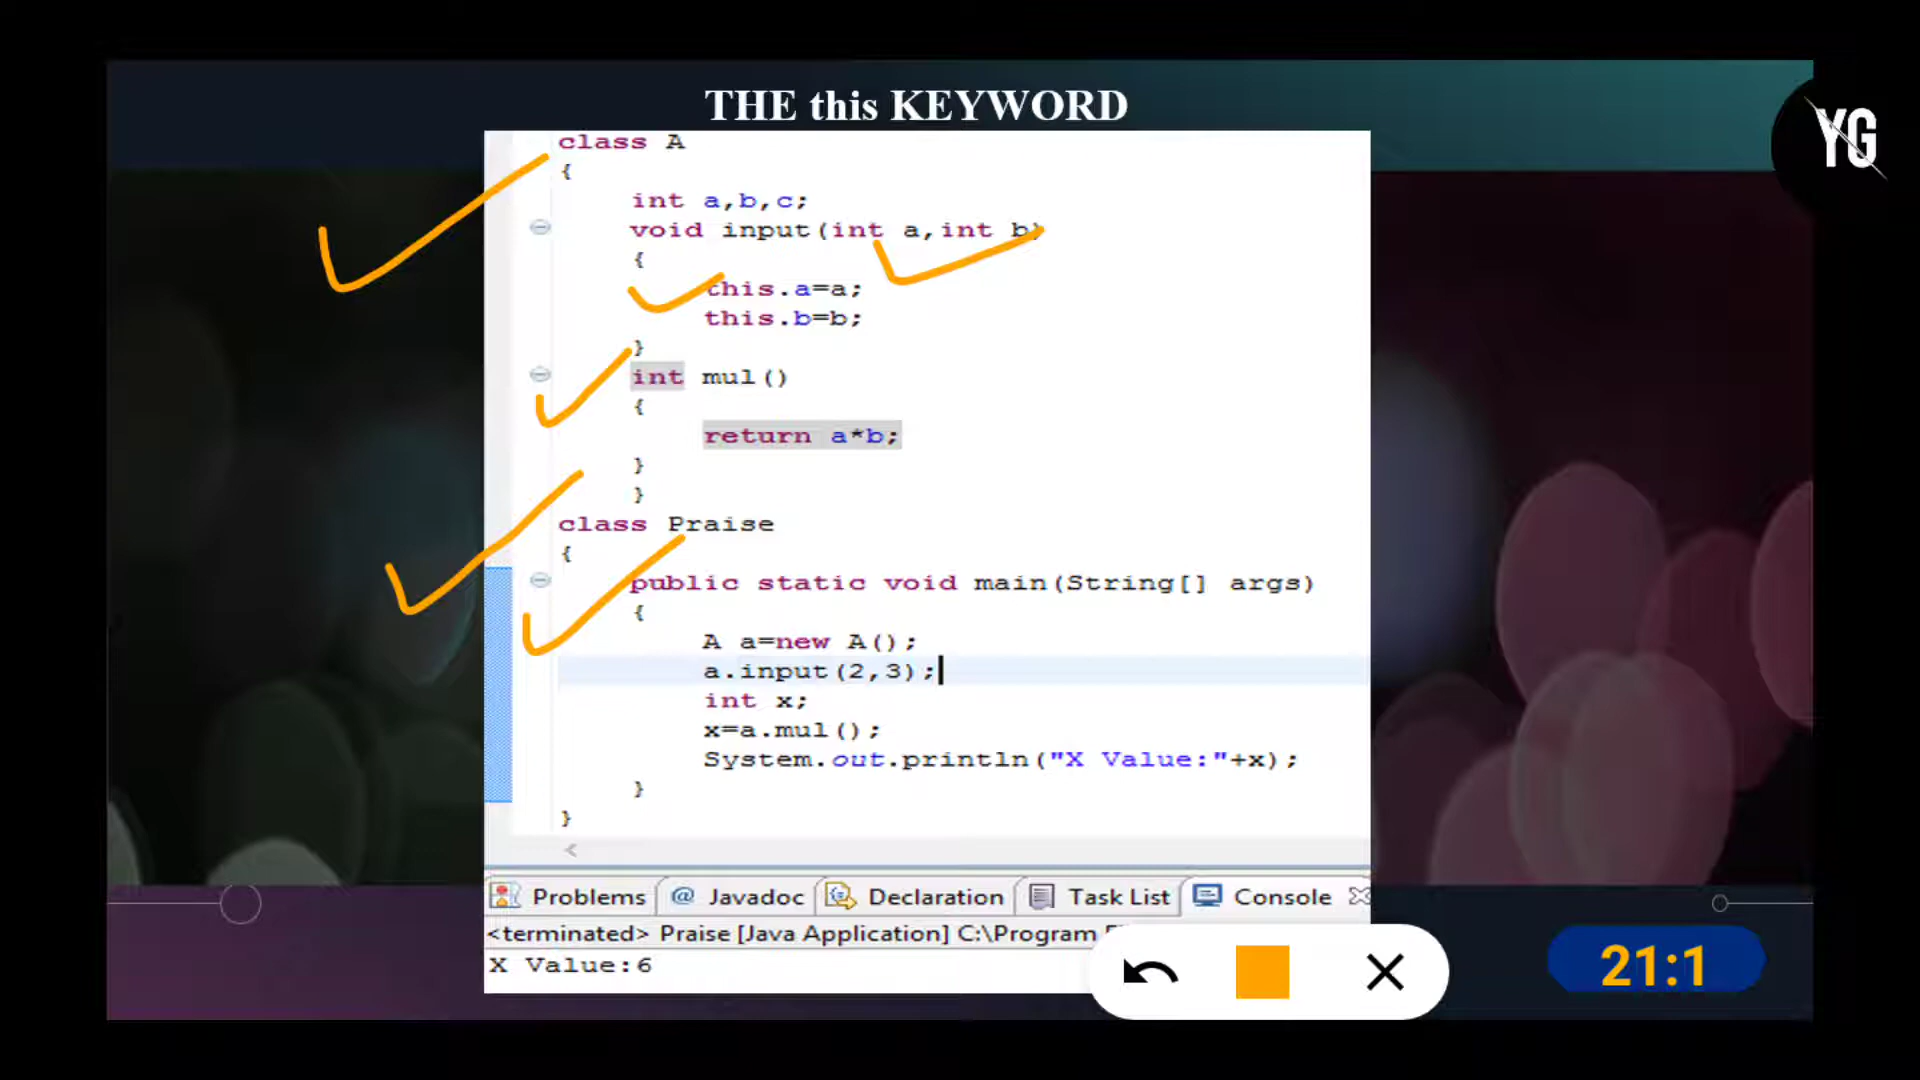 THE this KEYWORD
YG
class A
{
int a,b,c;
void input(int a,int b)
{
this.a=a;
this.b=b;
}
int mul()
{
return a*b;
}
}
class Praise
{
public static void main(String[] args)
{
A a=new A();
a.input(2,3);
int x;
x=a.mul();
System.out.println("X Value:"+x);
}
}
<
Problems @ Javadoc Declaration Task List Console
<terminated> Praise [Java Application] C:\Program
X Value:6
21:1